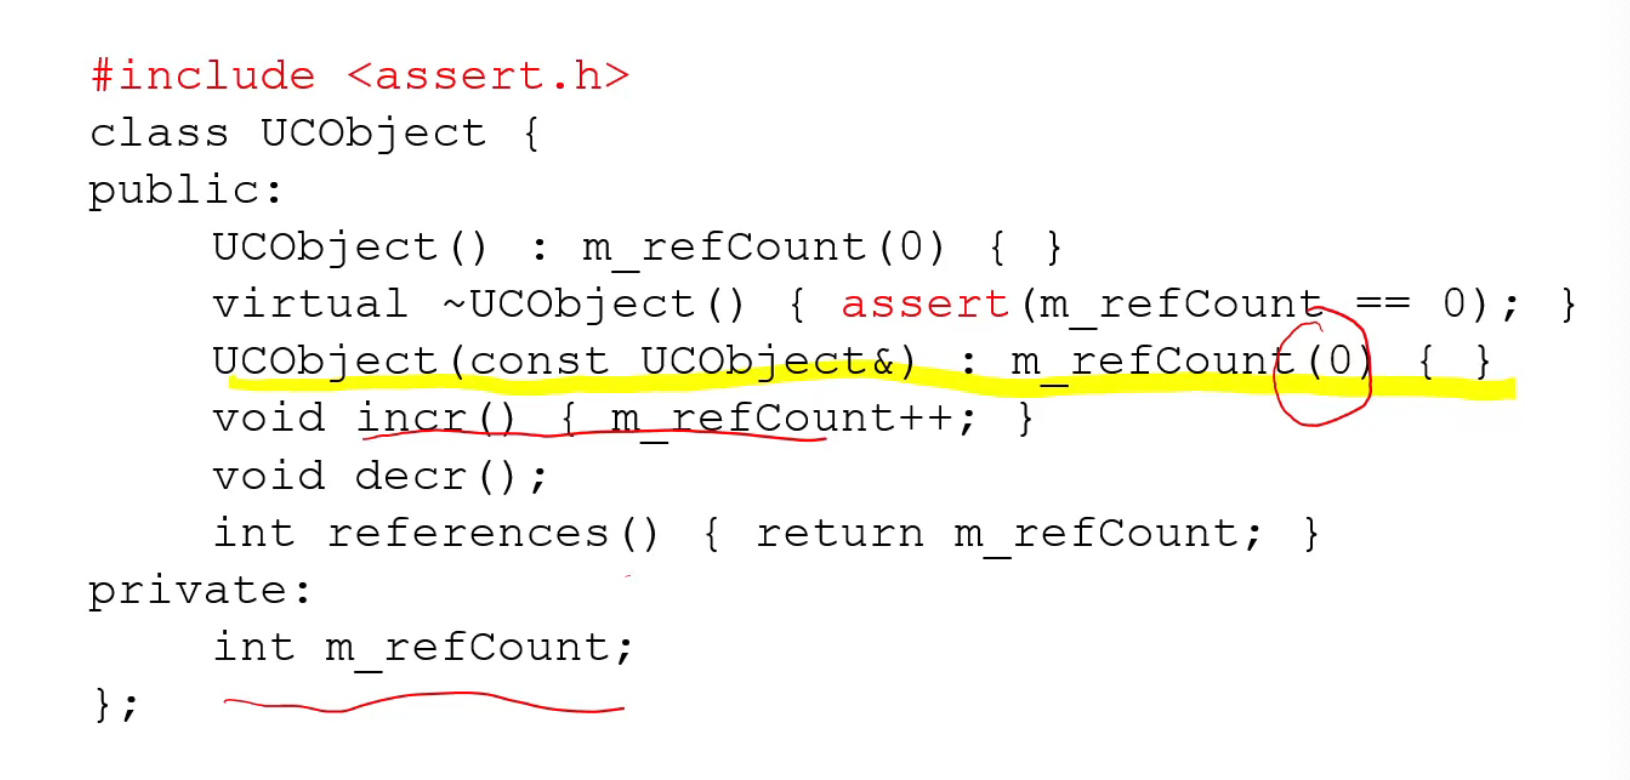 #include <assert.h>
class UCObject {
public:
UCObject() : m_refCount(0) { }
virtual ~UCObject() { assert(m_refCount == 0); }
UCObject(const UCObject&) : m_refCount(0) { }
void incr() { m_refCount++; }
void decr();
int references() { return m_refCount; }
private:
int m_refCount;
};